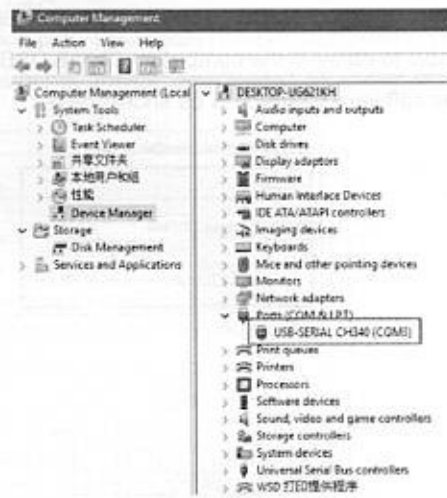 Computer Management
File Action View Help
Computer Management (Local
System Tools
Task Scheduler
Event Viewer
共享文件夹
本地用户和组
性能
Device Manager
Storage
Disk Management
Services and Applications
DESKTOP-UG621KH
Audio inputs and outputs
Computer
Disk drives
Display adaptors
Firmware
Human Interface Devices
IDE ATA/ATAPI controllers
Imaging devices
Keyboards
Mice and other pointing devices
Monitors
Network adapters
Ports (COM & LPT)
USB-SERIAL CH340 (COM3)
Print queues
Printers
Processors
Software devices
Sound, video and game controllers
Storage controllers
System devices
Universal Serial Bus controllers
WSD 打印提供程序